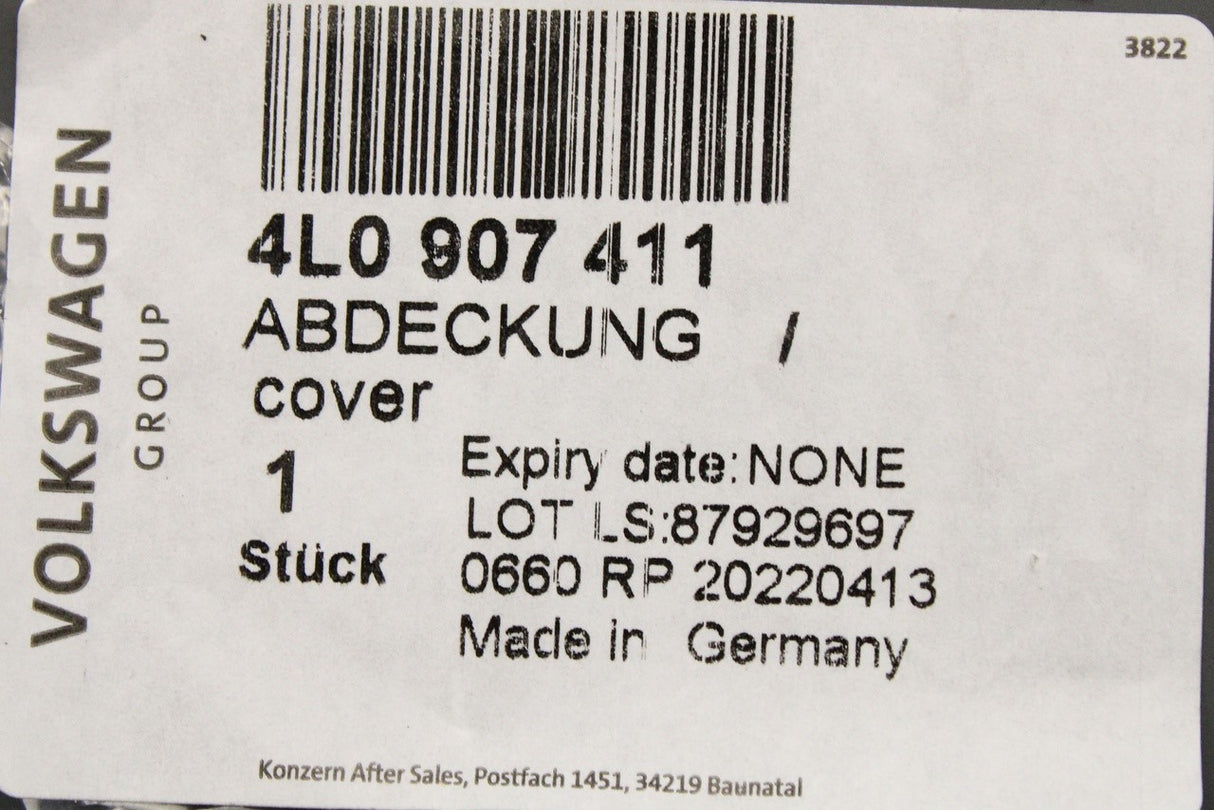 3822
VOLKSWAGEN
GROUP
4L0 907 411
ABDECKUNG /
cover
1
Stück
Expiry date:NONE
LOT LS:87929697
0660 RP 20220413
Made in Germany
Konzern After Sales, Postfach 1451, 34219 Baunatal